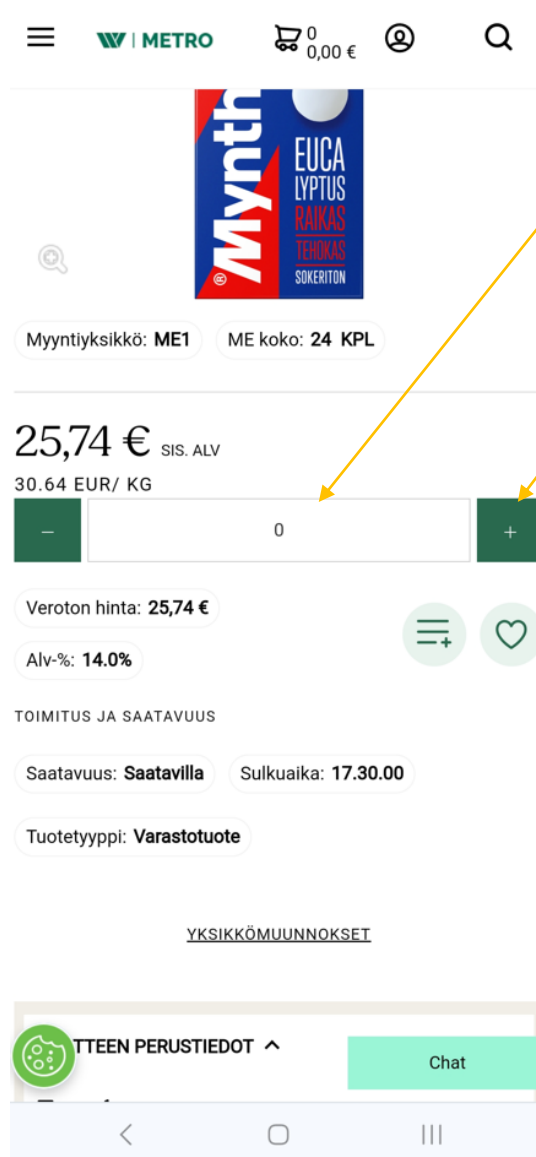 W | METRO
0
0,00 €
®Mynth
EUCA
LYPTUS
RAIKAS
TEHOKAS
SOKERITON
Myyntiyksikkö: ME1 ME koko: 24 KPL
25,74 € SIS. ALV
30.64 EUR/ KG
− 0 +
Veroton hinta: 25,74 €
Alv-%: 14.0%
TOIMITUS JA SAATAVUUS
Saatavuus: Saatavilla Sulkuaika: 17.30.00
Tuotetyyppi: Varastotuote
YKSIKKÖMUUNNOKSET
TTEEN PERUSTIEDOT
Chat